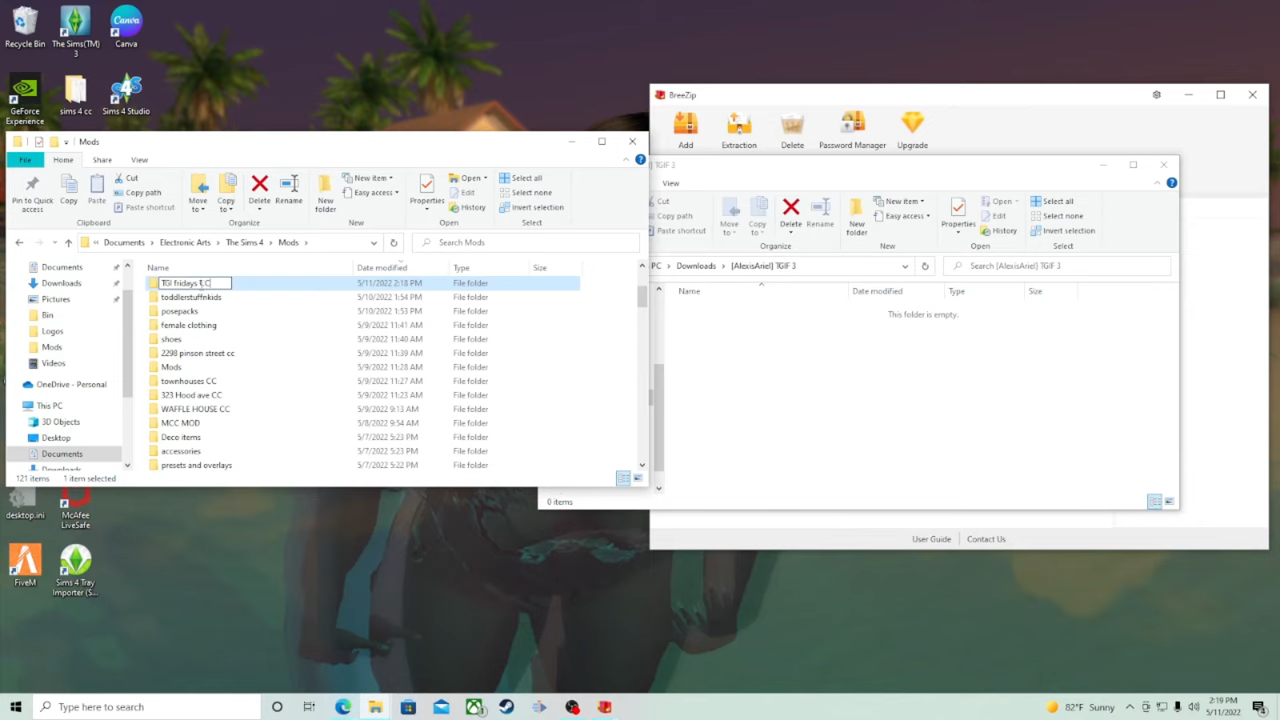 Recycle Bin
The Sims(TM) 3
Canva
GeForce Experience
sims 4 cc
Sims 4 Studio
BreeZip
Add
Extraction
Delete
Password Manager
Upgrade
Mods
File
Home
Share
View
Pin to Quick access
Copy
Paste
Cut
Copy path
Paste shortcut
Clipboard
Move to
Copy to
Delete
Rename
Organize
New folder
New item
Easy access
New
Properties
Open
Edit
History
Open
Select all
Select none
Invert selection
Select
Documents > Electronic Arts > The Sims 4 > Mods >
Search Mods
Documents
Downloads
Pictures
Bin
Logos
Mods
Videos
OneDrive - Personal
This PC
3D Objects
Desktop
Documents
Downloads
Name
Date modified
Type
Size
5/11/2022 2:18 PM File folder
toddlerstuffnkids 5/10/2022 1:54 PM File folder
posepacks 5/10/2022 1:53 PM File folder
female clothing 5/9/2022 11:41 AM File folder
shoes 5/9/2022 11:40 AM File folder
2298 pinson street cc 5/9/2022 11:39 AM File folder
Mods 5/9/2022 11:28 AM File folder
townhouses CC 5/9/2022 11:27 AM File folder
323 Hood ave CC 5/9/2022 11:23 AM File folder
WAFFLE HOUSE CC 5/9/2022 9:13 AM File folder
MCC MOD 5/8/2022 9:54 AM File folder
Deco items 5/7/2022 5:23 PM File folder
accessories 5/7/2022 5:23 PM File folder
presets and overlays 5/7/2022 5:22 PM File folder
TGI fridays
121 items
1 item selected
TGIF 3
View
Cut
Copy path
Paste shortcut
Move to
Copy to
Delete
Rename
Organize
New folder
New item
Easy access
New
Properties
Open
Edit
History
Open
Select all
Select none
Invert selection
Select
PC > Downloads > [AlexisAriel] TGIF 3
Search [AlexisAriel] TGIF 3
Name
Date modified
Type
Size
This folder is empty.
0 items
User Guide
Contact Us
desktop.ini
McAfee LiveSafe
FiveM
Sims 4 Tray Importer (S...
Type here to search
82°F Sunny
2:19 PM
5/11/2022